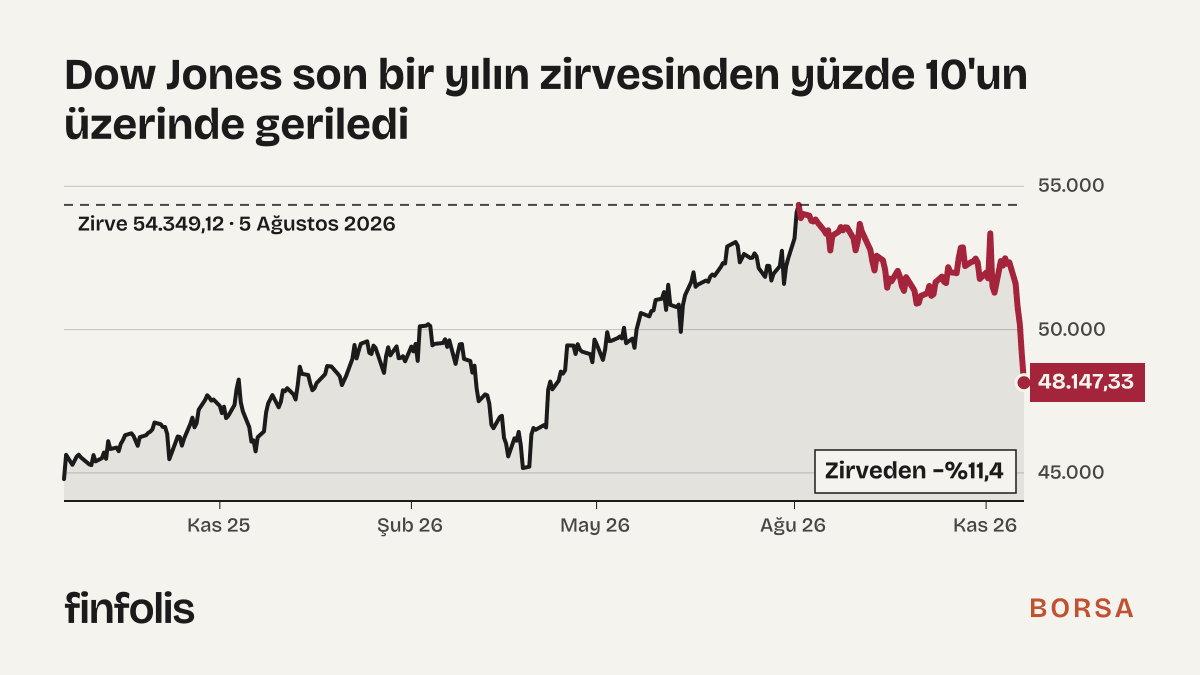 Dow Jones son bir yılın zirvesinden yüzde 10'un
üzerinde geriledi
55.000
Zirve 54.349,12 · 5 Ağustos 2026
50.000
48.147,33
Zirveden -%11,4
45.000
Kas 25
Şub 26
May 26
Ağu 26
Kas 26
finfolis
BORSA